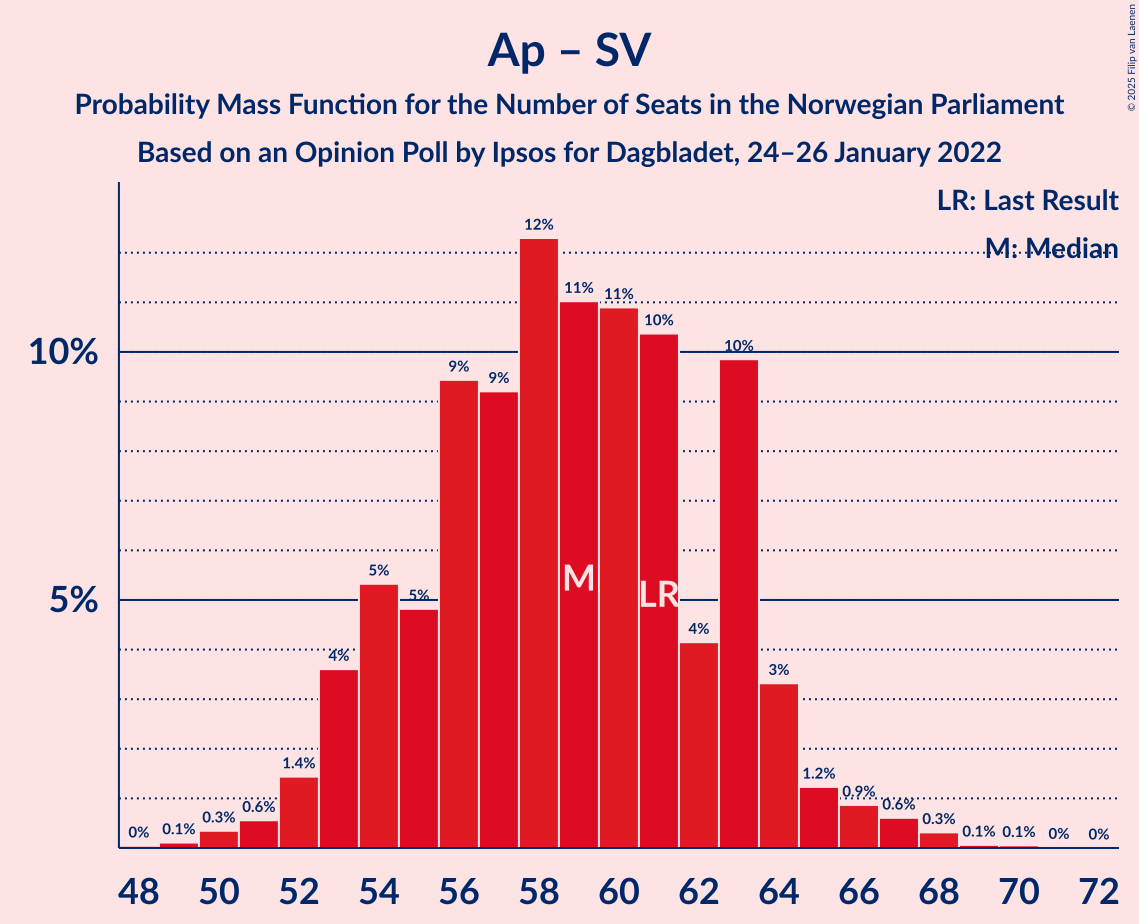 Ap – SV
Probability Mass Function for the Number of Seats in the Norwegian Parliament
Based on an Opinion Poll by Ipsos for Dagbladet, 24–26 January 2022
© 2025 Filip van Laenen
LR: Last Result
M: Median
10%
5%
0% 0.1% 0.3% 0.6% 1.4% 4% 5% 5% 9% 9% 12% 11% 11% 10% 4% 10% 3% 1.2% 0.9% 0.6% 0.3% 0.1% 0.1% 0% 0%
M
LR
48 50 52 54 56 58 60 62 64 66 68 70 72